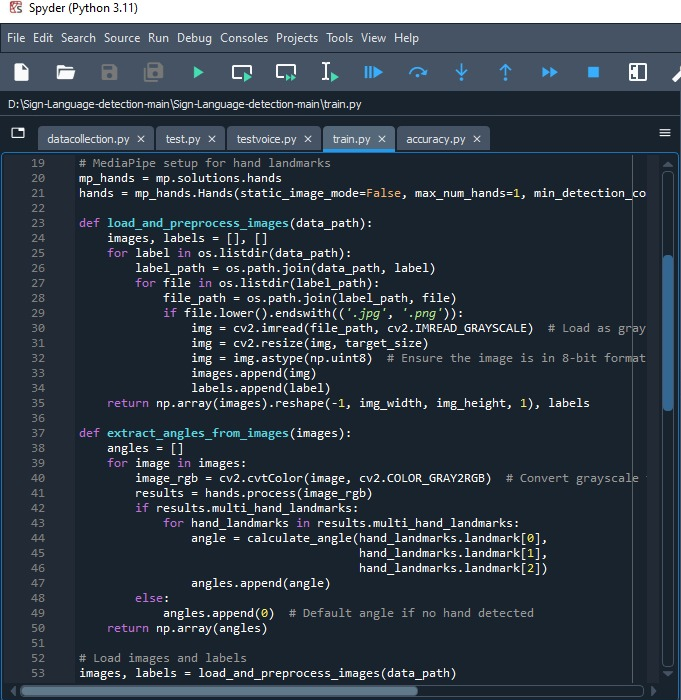 Spyder (Python 3.11)
File Edit Search Source Run Debug Consoles Projects Tools View Help
D:\Sign-Language-detection-main\Sign-Language-detection-main\train.py
datacollection.py × test.py × testvoice.py × train.py × accuracy.py ×
19 # MediaPipe setup for hand landmarks
20 mp_hands = mp.solutions.hands
21 hands = mp_hands.Hands(static_image_mode=False, max_num_hands=1, min_detection_co
22
23 def load_and_preprocess_images(data_path):
24     images, labels = [], []
25     for label in os.listdir(data_path):
26         label_path = os.path.join(data_path, label)
27         for file in os.listdir(label_path):
28             file_path = os.path.join(label_path, file)
29             if file.lower().endswith(('.jpg', '.png')):
30                 img = cv2.imread(file_path, cv2.IMREAD_GRAYSCALE)  # Load as gray
31                 img = cv2.resize(img, target_size)
32                 img = img.astype(np.uint8)  # Ensure the image is in 8-bit format
33                 images.append(img)
34                 labels.append(label)
35     return np.array(images).reshape(-1, img_width, img_height, 1), labels
36
37 def extract_angles_from_images(images):
38     angles = []
39     for image in images:
40         image_rgb = cv2.cvtColor(image, cv2.COLOR_GRAY2RGB)  # Convert grayscale
41         results = hands.process(image_rgb)
42         if results.multi_hand_landmarks:
43             for hand_landmarks in results.multi_hand_landmarks:
44                 angle = calculate_angle(hand_landmarks.landmark[0],
45                                         hand_landmarks.landmark[1],
46                                         hand_landmarks.landmark[2])
47                 angles.append(angle)
48         else:
49             angles.append(0)  # Default angle if no hand detected
50     return np.array(angles)
51
52 # Load images and labels
53 images, labels = load_and_preprocess_images(data_path)